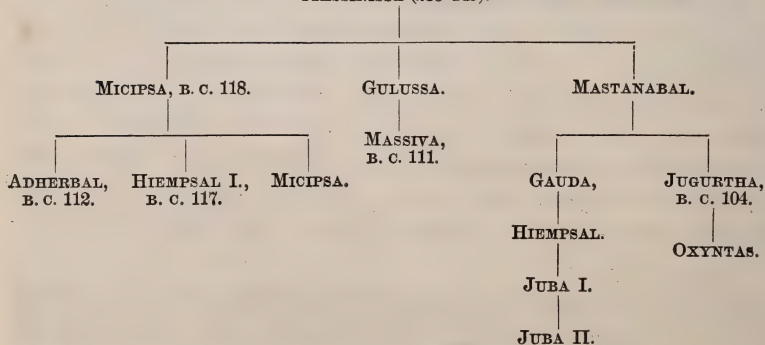 MICIPSA, B. C. 118. GULUSSA. MASTANABAL.
MASSIVA,
B. C. 111.
ADHERBAL, HIEMPSAL I., MICIPSA. GAUDA, JUGURTHA,
B. C. 112. B. C. 117. B. C. 104.
HIEMPSAL.
OXYNTAS.
JUBA I.
JUBA II.